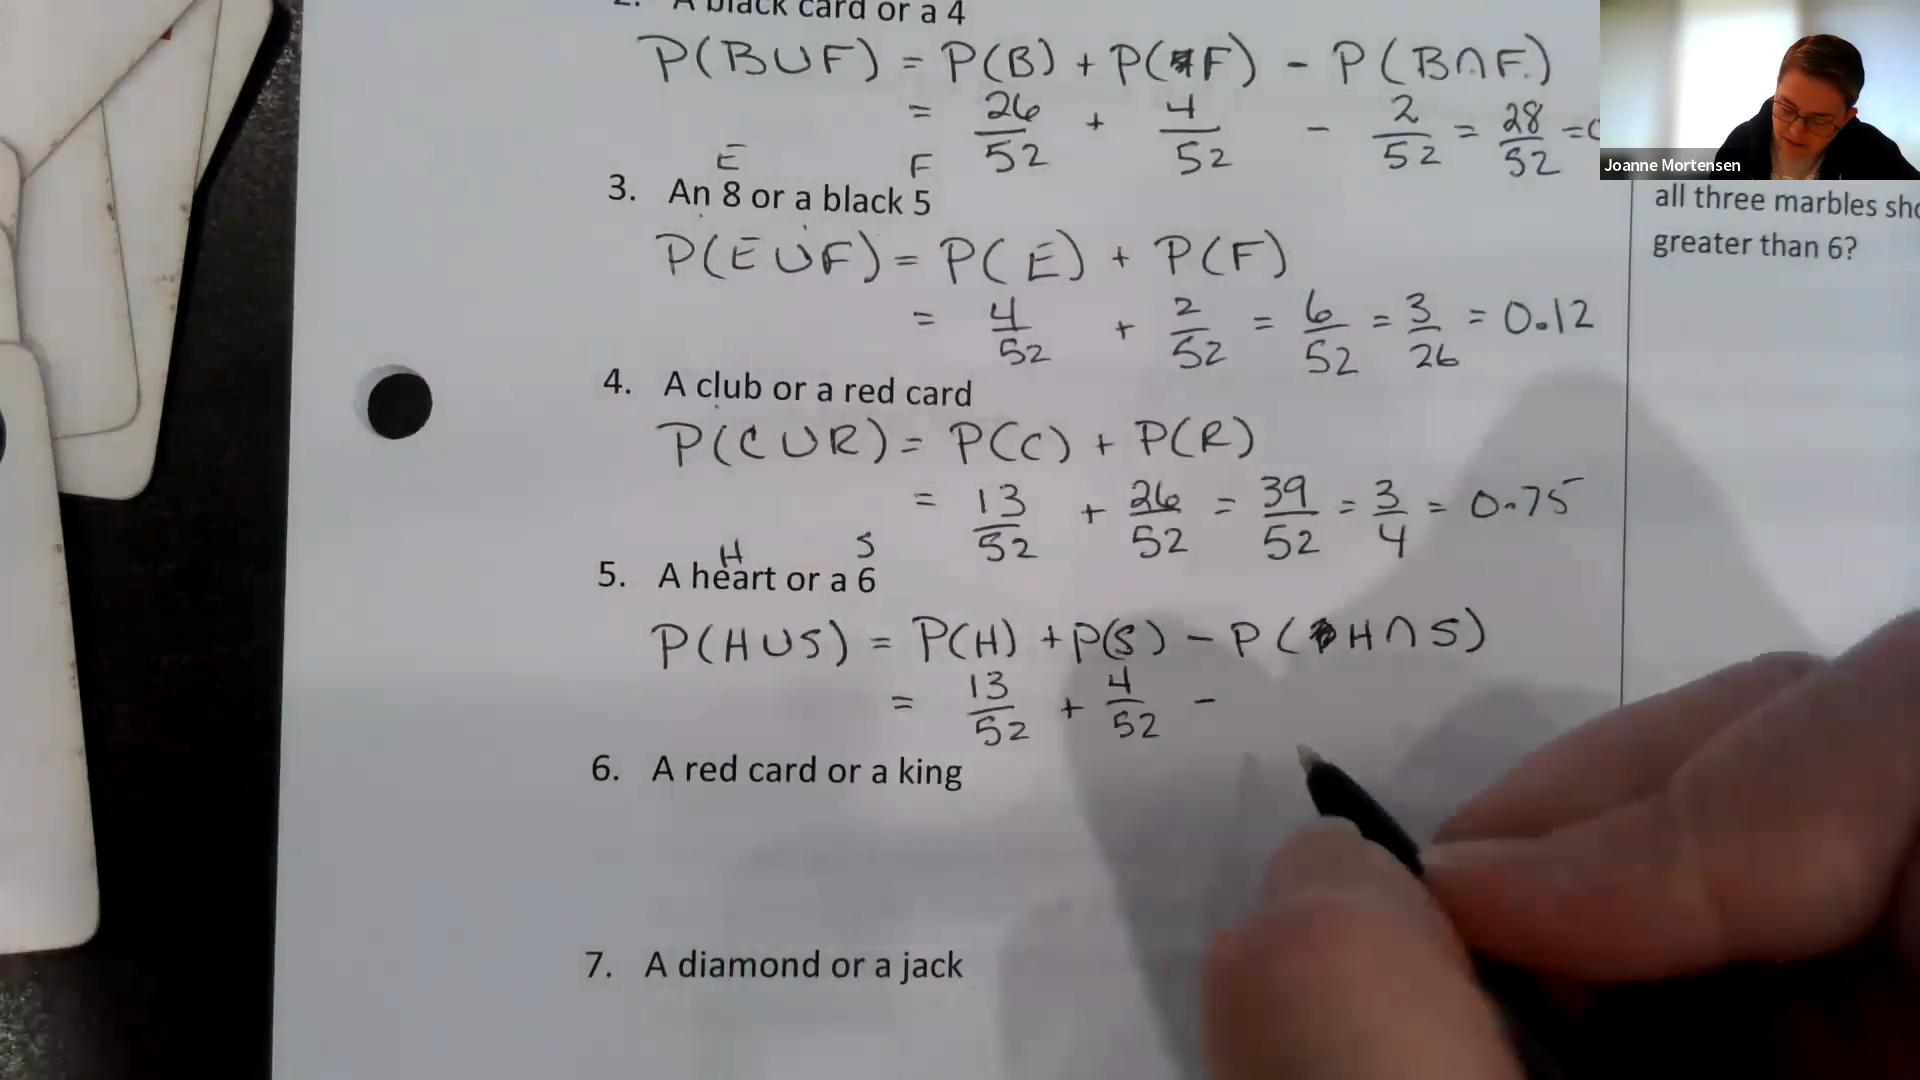 2. A black card or a 4
P(B∪F) = P(B) + P(F) - P(B∩F)
= 26/52 + 4/52 - 2/52 = 28/52 =
Joanne Mortensen
E F
3. An 8 or a black 5
P(E∪F) = P(E) + P(F)
= 4/52 + 2/52 = 6/52 = 3/26 = 0.12
4. A club or a red card
P(C∪R) = P(C) + P(R)
= 13/52 + 26/52 = 39/52 = 3/4 = 0.75
H S
5. A heart or a 6
P(H∪S) = P(H) + P(S) - P(H∩S)
= 13/52 + 4/52 -
6. A red card or a king
7. A diamond or a jack
all three marbles
greater than 6?